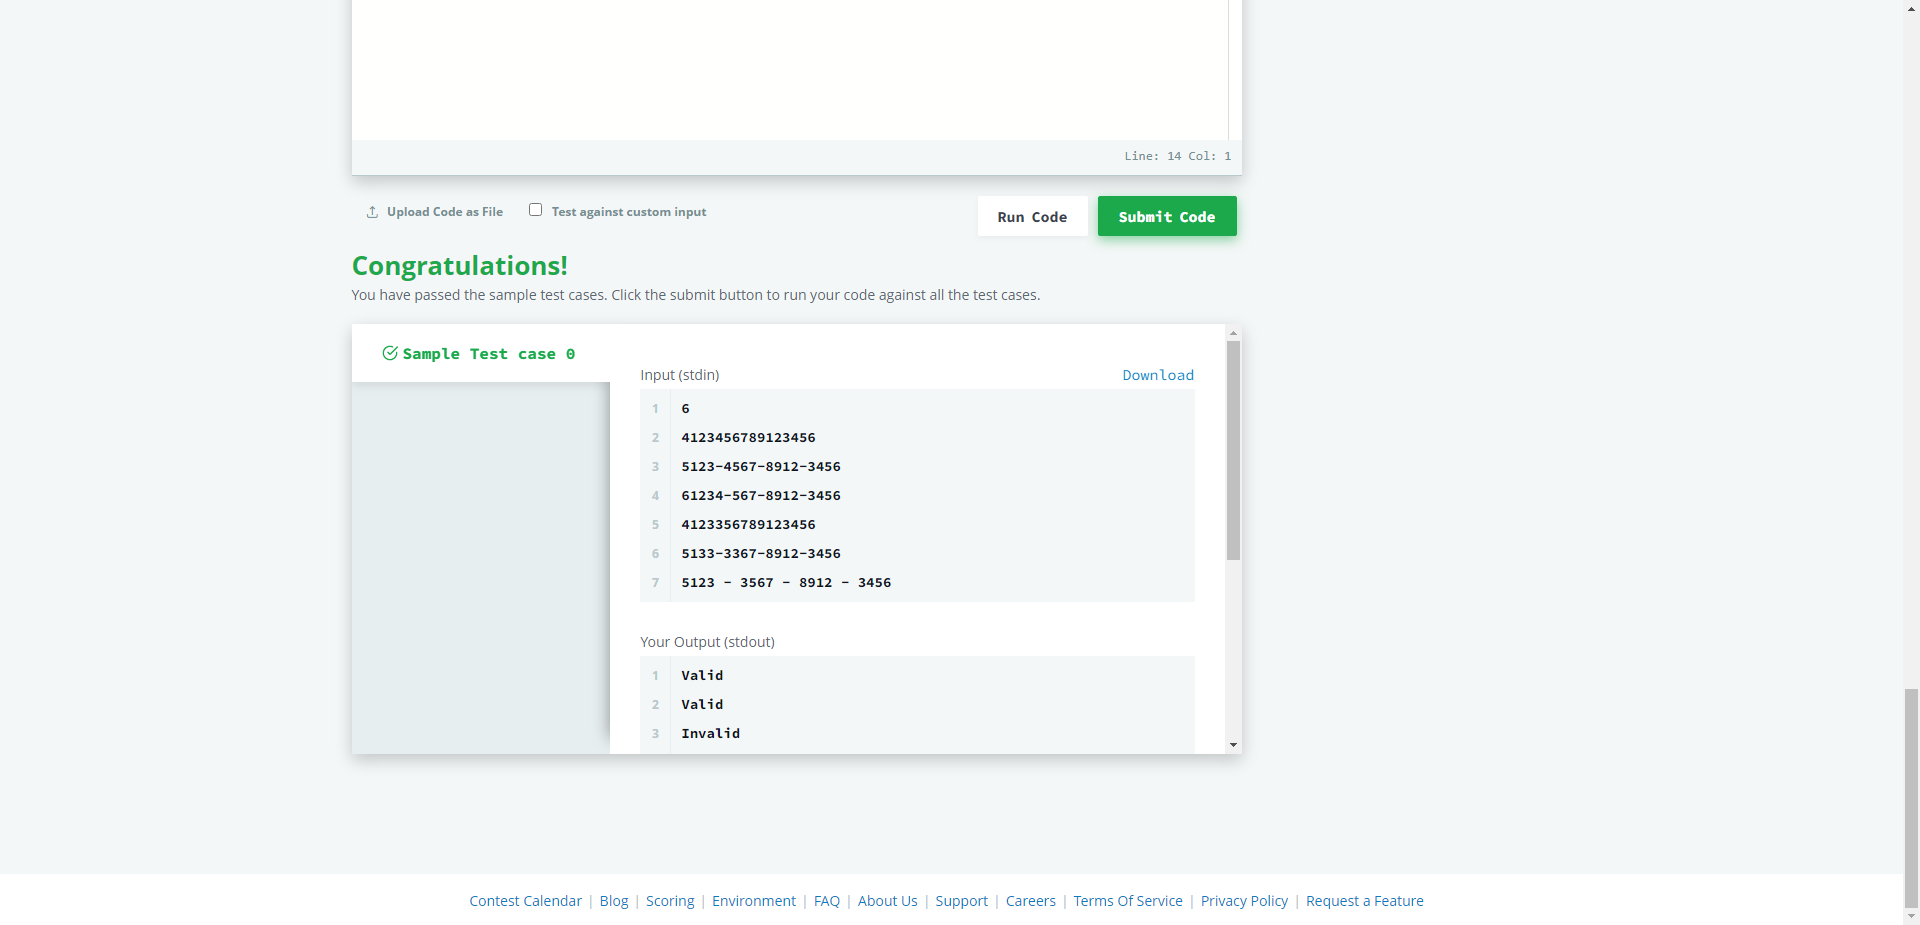 Line: 14 Col: 1
Upload Code as File
Test against custom input
Run Code
Submit Code
Congratulations!
You have passed the sample test cases. Click the submit button to run your code against all the test cases.
Sample Test case 0
Input (stdin)
Download
1 6
2 4123456789123456
3 5123-4567-8912-3456
4 61234-567-8912-3456
5 4123356789123456
6 5133-3367-8912-3456
7 5123 - 3567 - 8912 - 3456
Your Output (stdout)
1 Valid
2 Valid
3 Invalid
Contest Calendar | Blog | Scoring | Environment | FAQ | About Us | Support | Careers | Terms Of Service | Privacy Policy | Request a Feature